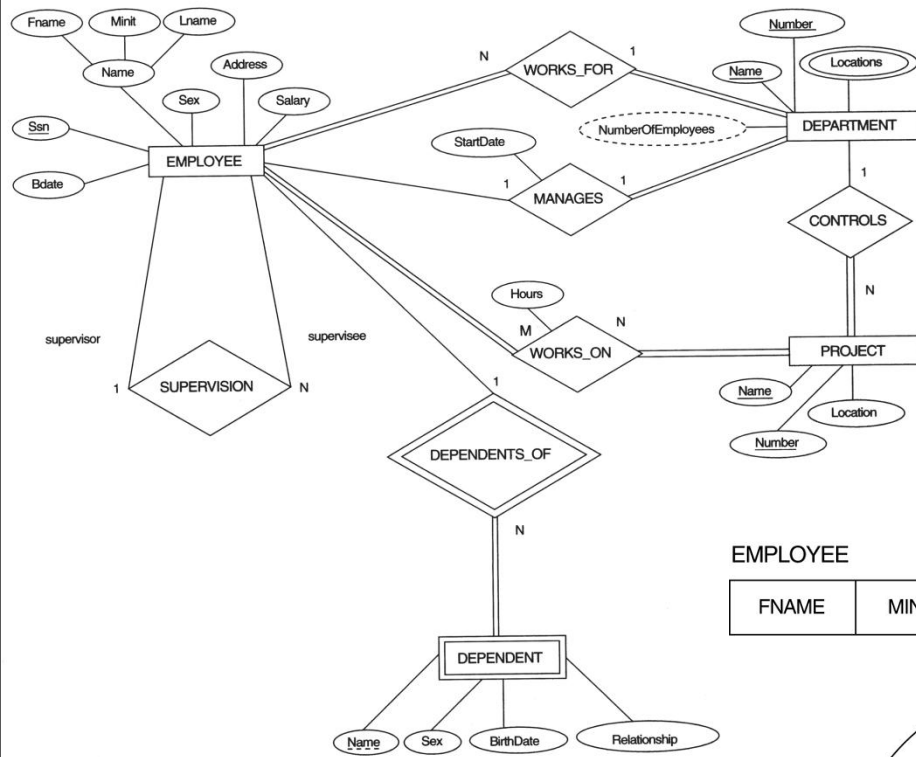 Fname
Minit
Lname
Number
Name
Address
N
WORKS_FOR
1
Name
Locations
Sex
Salary
Ssn
NumberOfEmployees
DEPARTMENT
StartDate
EMPLOYEE
Bdate
1
MANAGES
1
1
CONTROLS
Hours
N
supervisor
supervisee
M
N
WORKS_ON
PROJECT
1
SUPERVISION
N
1
Name
Location
Number
DEPENDENTS_OF
N
EMPLOYEE
FNAME
DEPENDENT
Name
Sex
BirthDate
Relationship